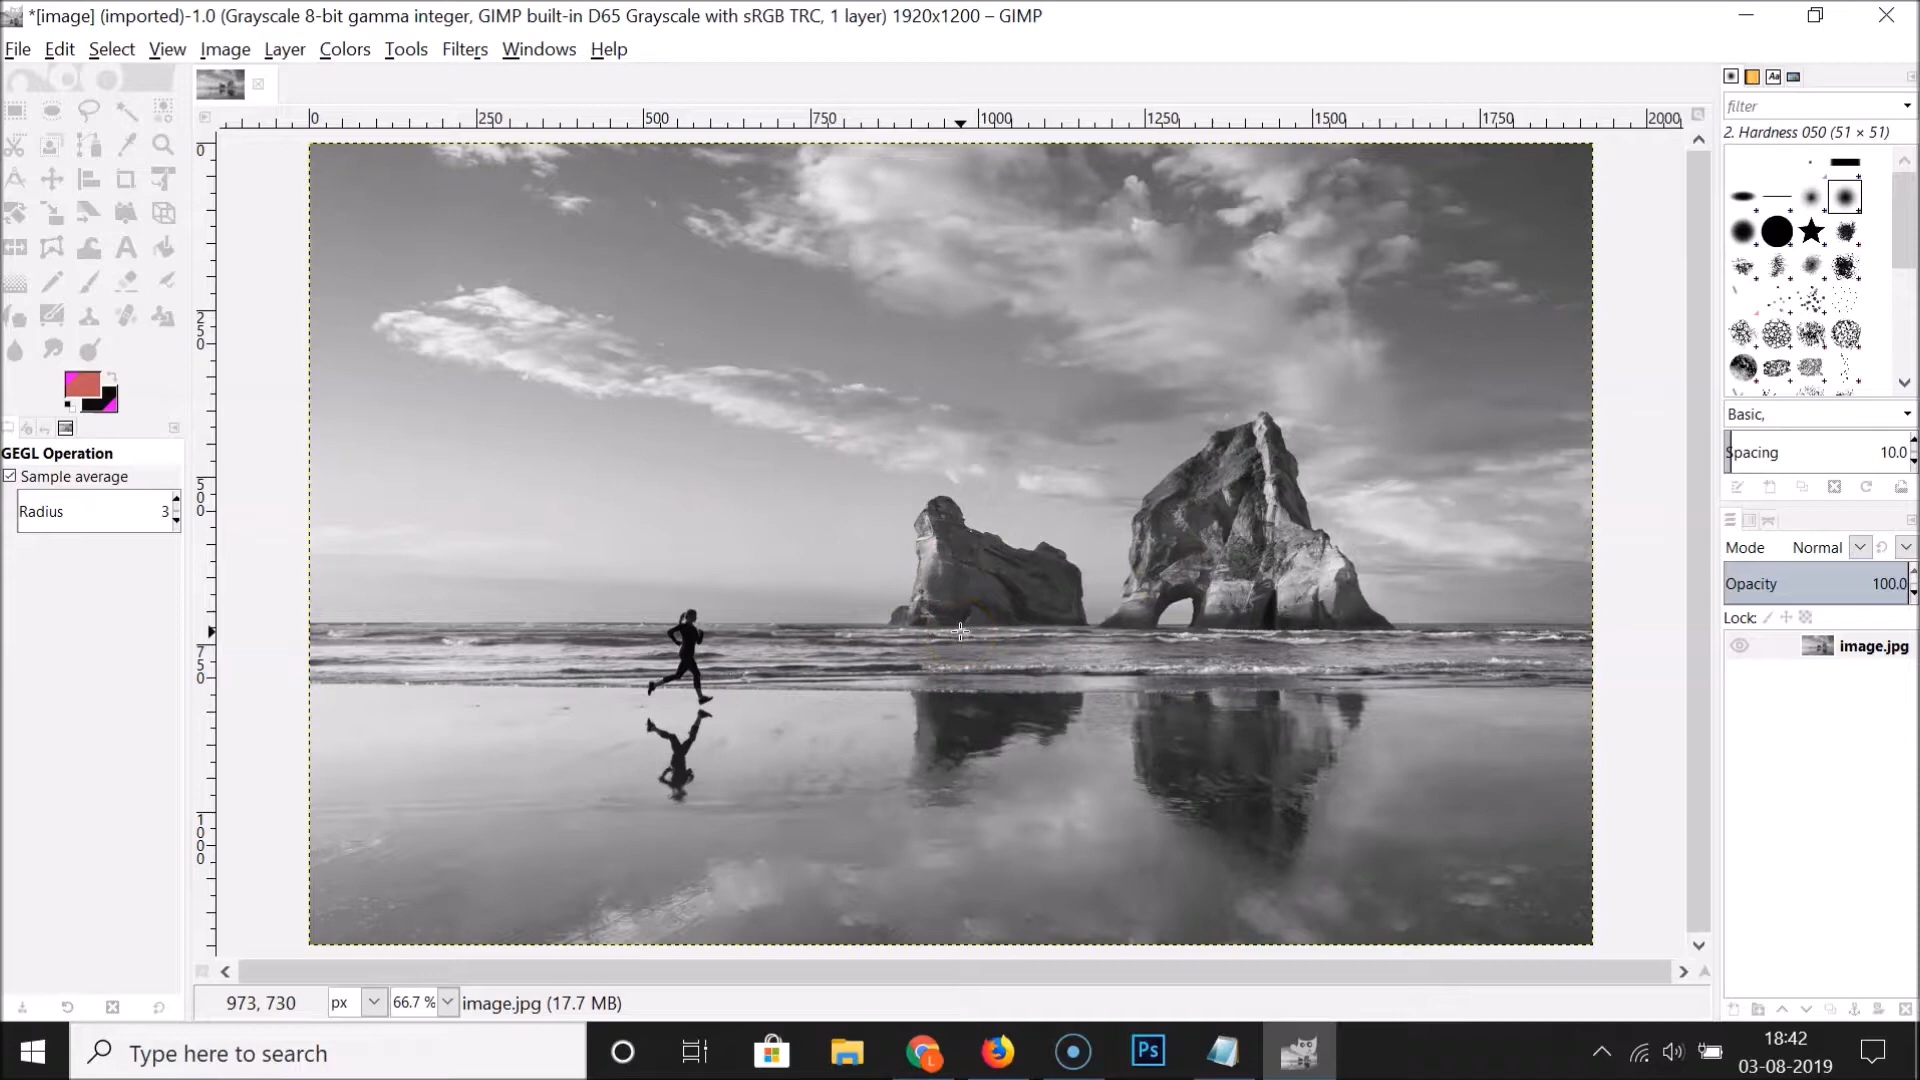 *[image] (imported)-1.0 (Grayscale 8-bit gamma integer, GIMP built-in D65 Grayscale with sRGB TRC, 1 layer) 1920x1200 – GIMP
File Edit Select View Image Layer Colors Tools Filters Windows Help
0 250 500 750 1000 1250 1500 1750 2000
0
250
500
750
1000
GEGL Operation
Sample average
Radius 3
Aa
filter
2. Hardness 050 (51 × 51)
Basic,
Spacing 10.0
Mode Normal
Opacity 100.0
Lock:
image.jpg
973, 730 px 66.7 % image.jpg (17.7 MB)
Type here to search
L
Ps
18:42
03-08-2019